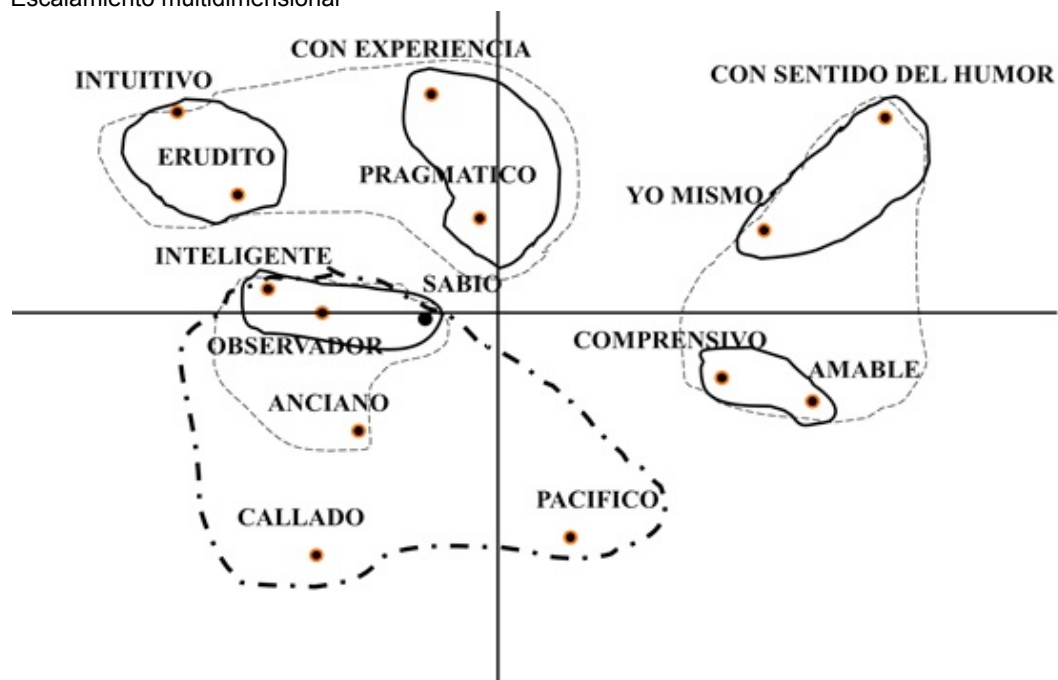 Escalamiento multidimensional
CON EXPERIENCIA
INTUITIVO
CON SENTIDO DEL HUMOR
ERUDITO
PRAGMATICO
YO MISMO
INTELIGENTE
SABIO
OBSERVADOR
COMPRENSIVO
AMABLE
ANCIANO
CALLADO
PACIFICO